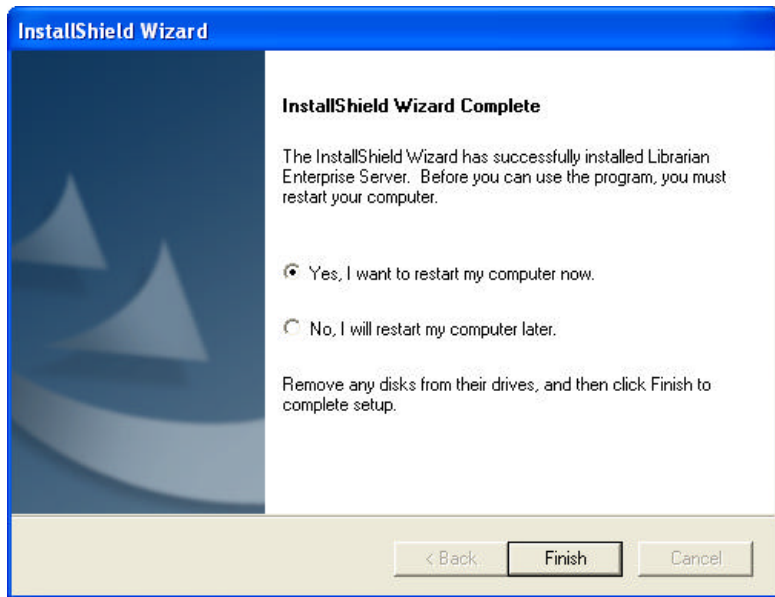 InstallShield Wizard
InstallShield Wizard Complete
The InstallShield Wizard has successfully installed Librarian
Enterprise Server.  Before you can use the program, you must
restart your computer.
Yes, I want to restart my computer now.
No, I will restart my computer later.
Remove any disks from their drives, and then click Finish to
complete setup.
< Back
Finish
Cancel